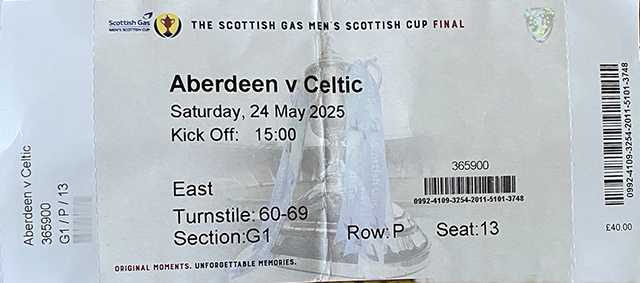 Aberdeen v Celtic
365900
G1 / P / 13
Scottish Gas
MEN'S SCOTTISH CUP
THE SCOTTISH GAS MEN'S SCOTTISH CUP FINAL
Aberdeen v Celtic
Saturday, 24 May 2025
Kick Off: 15:00
365900
0992-4109-3254-2011-5101-3748
East
Turnstile: 60-69
Section:G1 Row:P Seat:13
ORIGINAL MOMENTS. UNFORGETTABLE MEMORIES.
0992-4109-3254-2011-5101-3748
£40.00